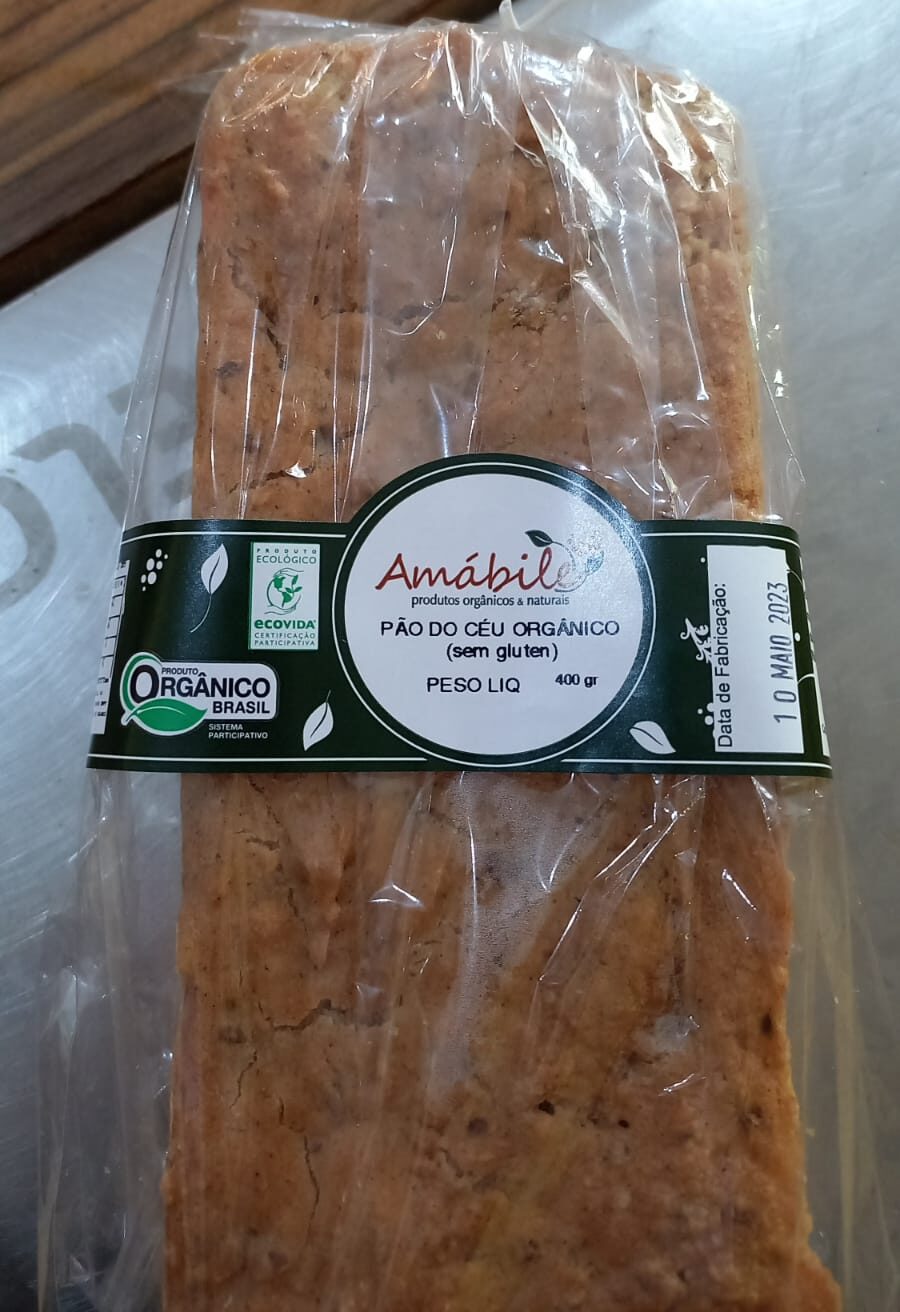 PRODUTO
ECOLÓGICO
ecovida
CERTIFICAÇÃO
PARTICIPATIVA
PRODUTO
ORGÂNICO
BRASIL
SISTEMA
PARTICIPATIVO
Amábile
produtos orgânicos & naturais
PÃO DO CÉU ORGÂNICO
(sem gluten)
PESO LIQ 400 gr
Data de Fabricação:
10 MAIO 2023